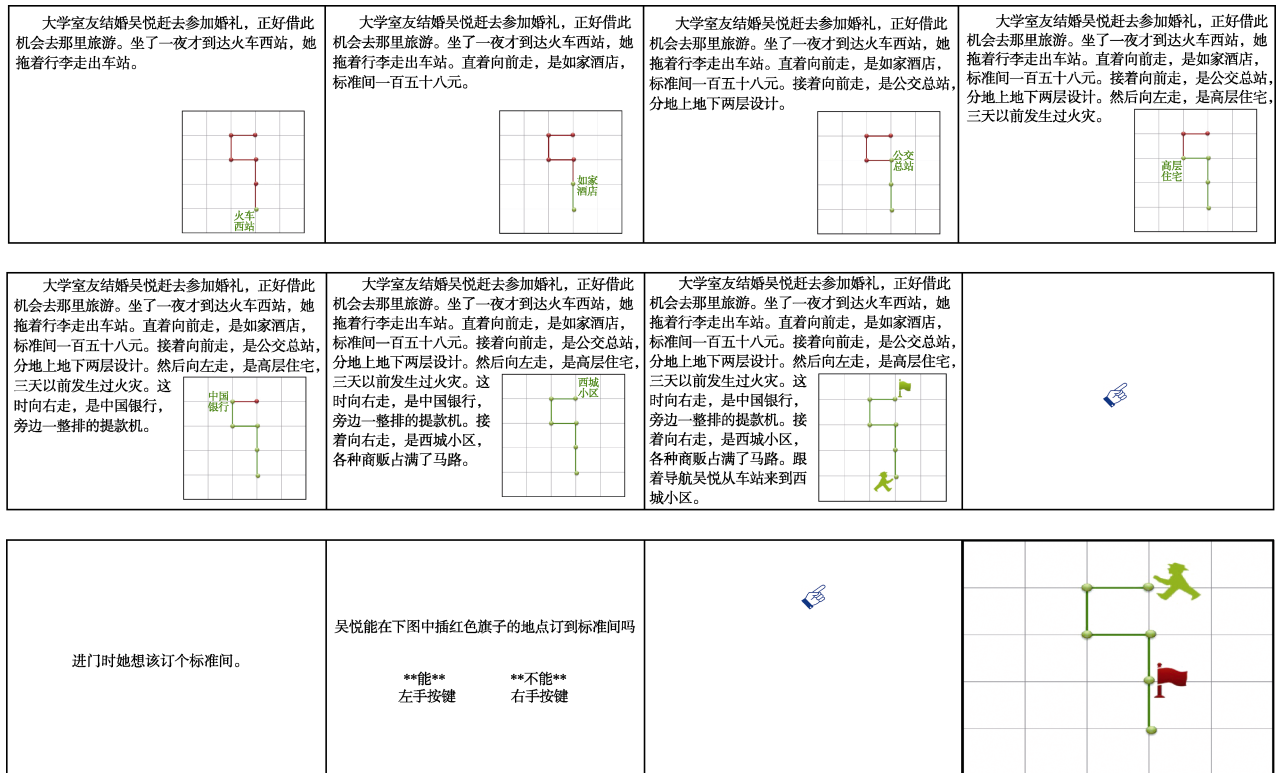 大学室友结婚吴悦赶去参加婚礼，正好借此
机会去那里旅游。坐了一夜才到达火车西站，她
拖着行李走出车站。
火车
西站
大学室友结婚吴悦赶去参加婚礼，正好借此
机会去那里旅游。坐了一夜才到达火车西站，她
拖着行李走出车站。直着向前走，是如家酒店，
标准间一百五十八元。
如家
酒店
大学室友结婚吴悦赶去参加婚礼，正好借此
机会去那里旅游。坐了一夜才到达火车西站，她
拖着行李走出车站。直着向前走，是如家酒店，
标准间一百五十八元。接着向前走，是公交总站，
分地上地下两层设计。
公交
总站
大学室友结婚吴悦赶去参加婚礼，正好借此
机会去那里旅游。坐了一夜才到达火车西站，她
拖着行李走出车站。直着向前走，是如家酒店，
标准间一百五十八元。接着向前走，是公交总站，
分地上地下两层设计。然后向左走，是高层住宅，
三天以前发生过火灾。
高层
住宅
大学室友结婚吴悦赶去参加婚礼，正好借此
机会去那里旅游。坐了一夜才到达火车西站，她
拖着行李走出车站。直着向前走，是如家酒店，
标准间一百五十八元。接着向前走，是公交总站，
分地上地下两层设计。然后向左走，是高层住宅，
三天以前发生过火灾。这
时向右走，是中国银行，
旁边一整排的提款机。
中国
银行
大学室友结婚吴悦赶去参加婚礼，正好借此
机会去那里旅游。坐了一夜才到达火车西站，她
拖着行李走出车站。直着向前走，是如家酒店，
标准间一百五十八元。接着向前走，是公交总站，
分地上地下两层设计。然后向左走，是高层住宅，
三天以前发生过火灾。这
时向右走，是中国银行，
旁边一整排的提款机。接
着向右走，是西城小区，
各种商贩占满了马路。
西城
小区
大学室友结婚吴悦赶去参加婚礼，正好借此
机会去那里旅游。坐了一夜才到达火车西站，她
拖着行李走出车站。直着向前走，是如家酒店，
标准间一百五十八元。接着向前走，是公交总站，
分地上地下两层设计。然后向左走，是高层住宅，
三天以前发生过火灾。这
时向右走，是中国银行，
旁边一整排的提款机。接
着向右走，是西城小区，
各种商贩占满了马路。跟
着导航吴悦从车站来到西
城小区。
进门时她想该订个标准间。
吴悦能在下图中插红色旗子的地点订到标准间吗
**能** **不能**
左手按键 右手按键